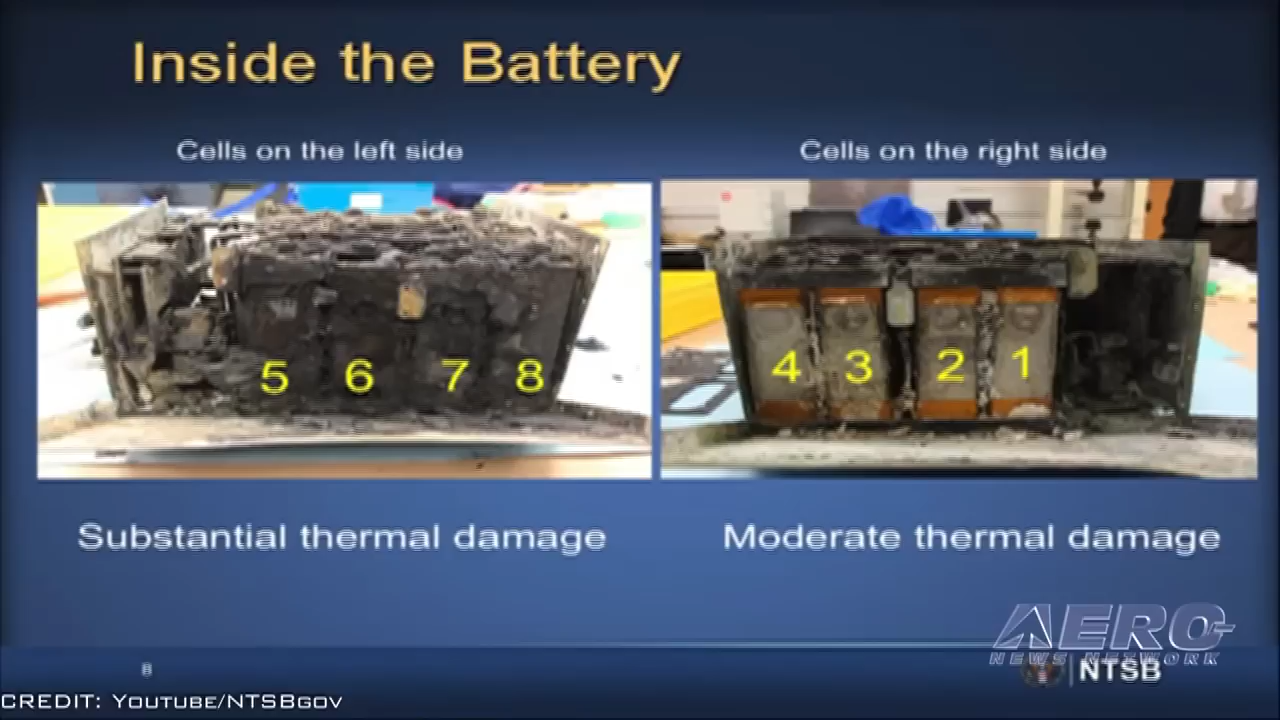 Inside the Battery
Cells on the left side
Cells on the right side
5 6 7 8
4 3 2 1
Substantial thermal damage
Moderate thermal damage
AERO-
NEWS NETWORK
8
NTSB
CREDIT: YOUTUBE/NTSBGOV